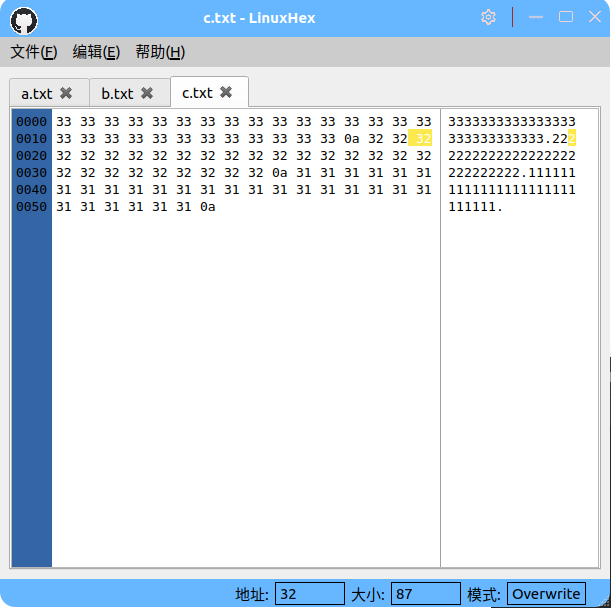 c.txt - LinuxHex
文件(F) 编辑(E) 帮助(H)
a.txt b.txt c.txt
0000 33 33 33 33 33 33 33 33 33 33 33 33 33 33 33 33 3333333333333333
0010 33 33 33 33 33 33 33 33 33 33 33 33 0a 32 32 32 333333333333.222
0020 32 32 32 32 32 32 32 32 32 32 32 32 32 32 32 32 2222222222222222
0030 32 32 32 32 32 32 32 32 32 0a 31 31 31 31 31 31 222222222.111111
0040 31 31 31 31 31 31 31 31 31 31 31 31 31 31 31 31 1111111111111111
0050 31 31 31 31 31 31 0a 111111.
地址: 32 大小: 87 模式: Overwrite